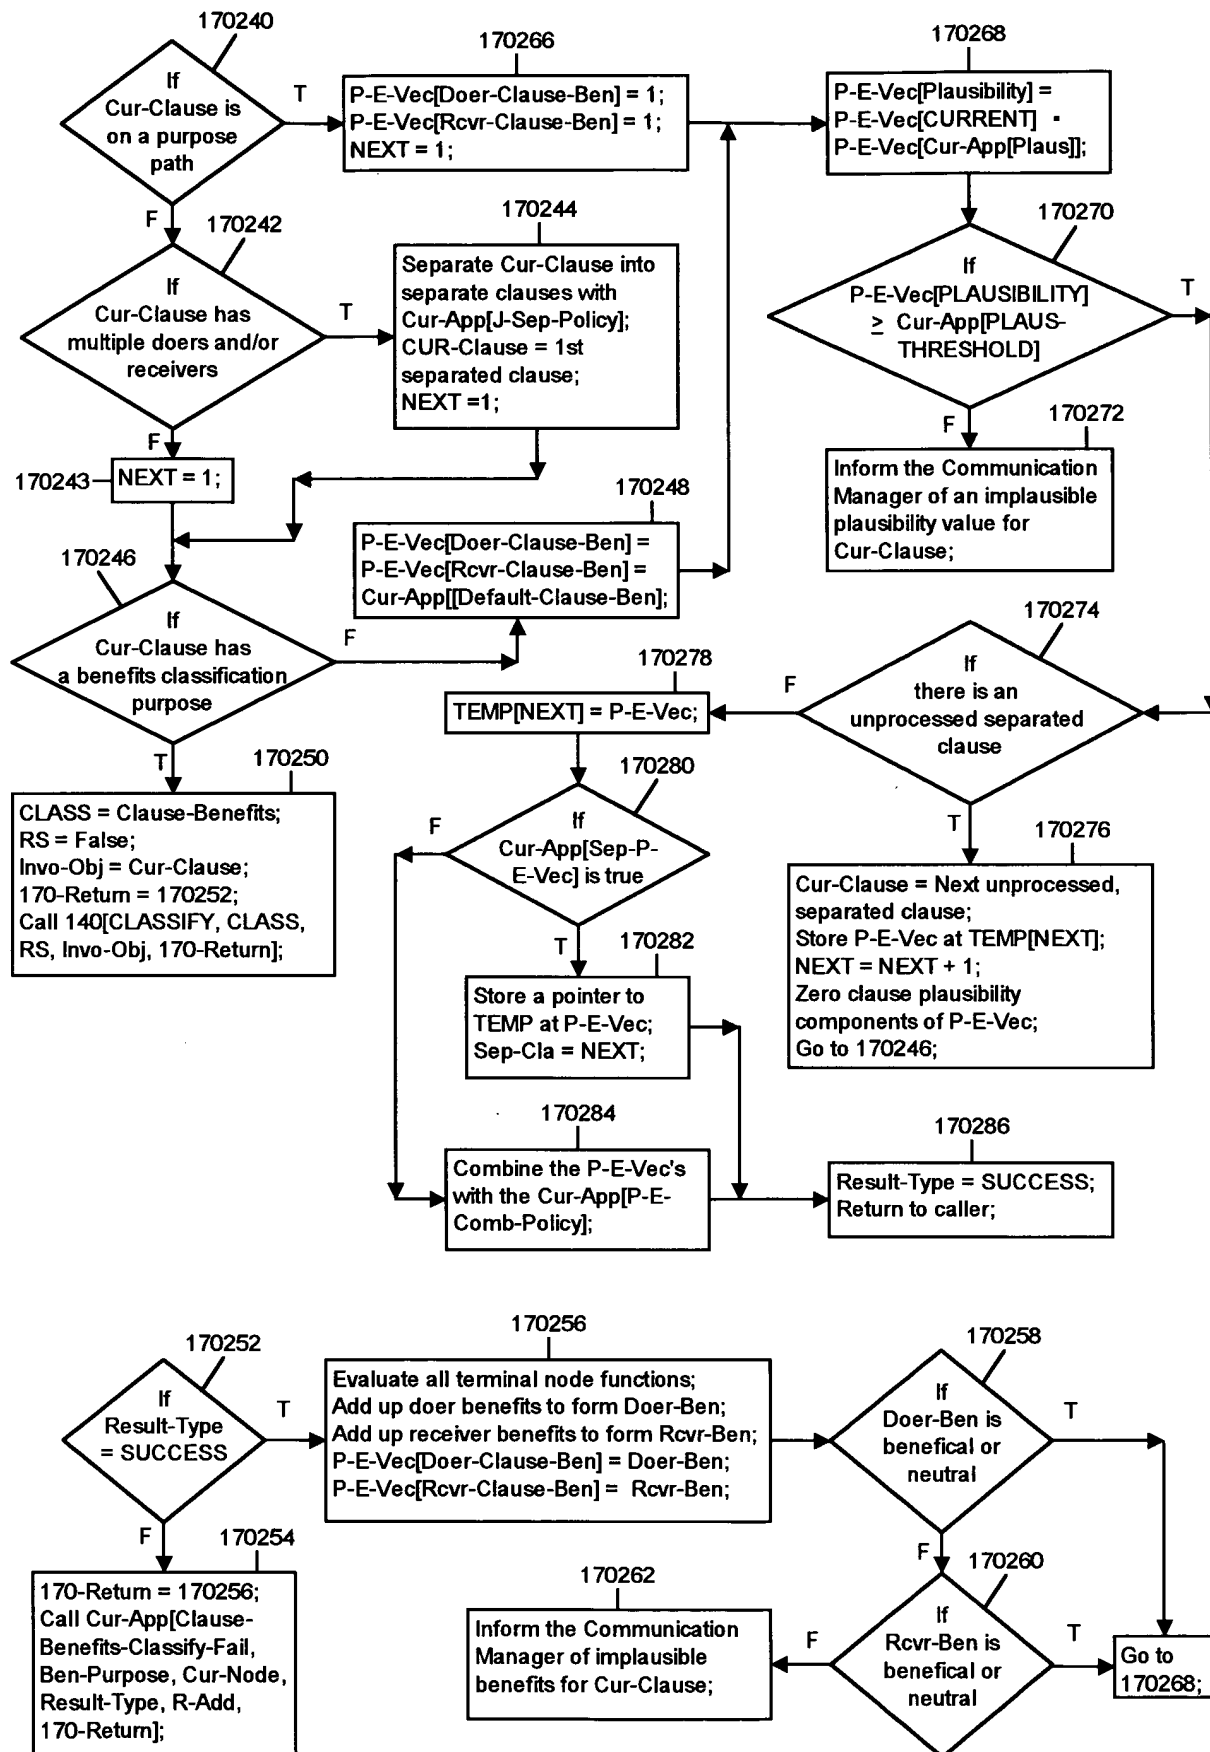 170240
If
Cur-Clause is
on a purpose
path
T
F
170266
P-E-Vec[Doer-Clause-Ben] = 1;
P-E-Vec[Rcvr-Clause-Ben] = 1;
NEXT = 1;
170268
P-E-Vec[Plausibility] =
P-E-Vec[CURRENT] ·
P-E-Vec[Cur-App[Plaus]];
170242
If
Cur-Clause has
multiple doers and/or
receivers
T
F
170244
Separate Cur-Clause into
separate clauses with
Cur-App[J-Sep-Policy];
CUR-Clause = 1st
separated clause;
NEXT =1;
170270
If
P-E-Vec[PLAUSIBILITY]
≥ Cur-App[PLAUS-
THRESHOLD]
T
F
170272
Inform the Communication
Manager of an implausible
plausibility value for
Cur-Clause;
170243
NEXT = 1;
170248
P-E-Vec[Doer-Clause-Ben] =
P-E-Vec[Rcvr-Clause-Ben] =
Cur-App[[Default-Clause-Ben];
170246
If
Cur-Clause has
a benefits classification
purpose
F
T
170250
CLASS = Clause-Benefits;
RS = False;
Invo-Obj = Cur-Clause;
170-Return = 170252;
Call 140[CLASSIFY, CLASS,
RS, Invo-Obj, 170-Return];
170274
If
there is an
unprocessed separated
clause
F
T
170278
TEMP[NEXT] = P-E-Vec;
170280
If
Cur-App[Sep-P-
E-Vec] is true
F
T
170276
Cur-Clause = Next unprocessed,
separated clause;
Store P-E-Vec at TEMP[NEXT];
NEXT = NEXT + 1;
Zero clause plausibility
components of P-E-Vec;
Go to 170246;
170282
Store a pointer to
TEMP at P-E-Vec;
Sep-Cla = NEXT;
170284
Combine the P-E-Vec's
with the Cur-App[P-E-
Comb-Policy];
170286
Result-Type = SUCCESS;
Return to caller;
170252
If
Result-Type
= SUCCESS
T
F
170256
Evaluate all terminal node functions;
Add up doer benefits to form Doer-Ben;
Add up receiver benefits to form Rcvr-Ben;
P-E-Vec[Doer-Clause-Ben] = Doer-Ben;
P-E-Vec[Rcvr-Clause-Ben] = Rcvr-Ben;
170258
If
Doer-Ben is
benefical or
neutral
T
F
170254
170-Return = 170256;
Call Cur-App[Clause-
Benefits-Classify-Fail,
Ben-Purpose, Cur-Node,
Result-Type, R-Add,
170-Return];
170262
Inform the Communication
Manager of implausible
benefits for Cur-Clause;
170260
If
Rcvr-Ben is
benefical or
neutral
F
T
Go to
170268;